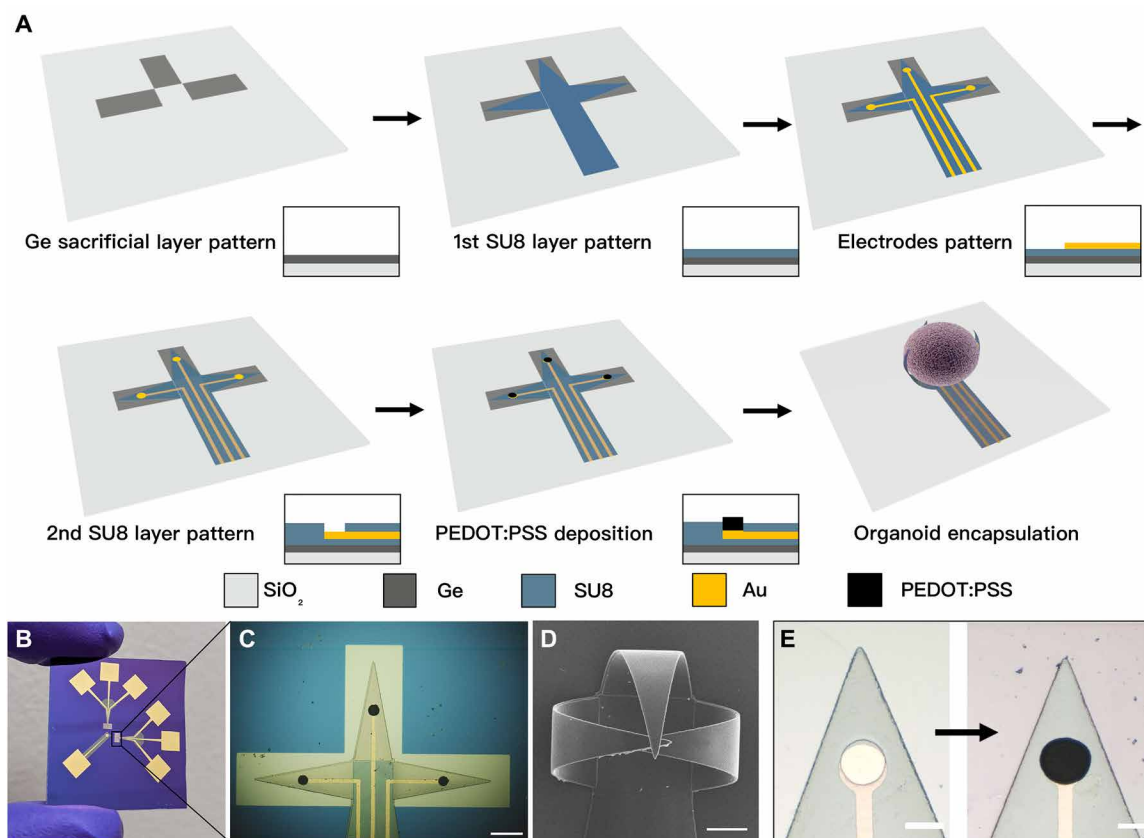 A
Ge sacrificial layer pattern
1st SU8 layer pattern
Electrodes pattern
2nd SU8 layer pattern
PEDOT:PSS deposition
Organoid encapsulation
SiO₂
Ge
SU8
Au
PEDOT:PSS
B
C
D
E